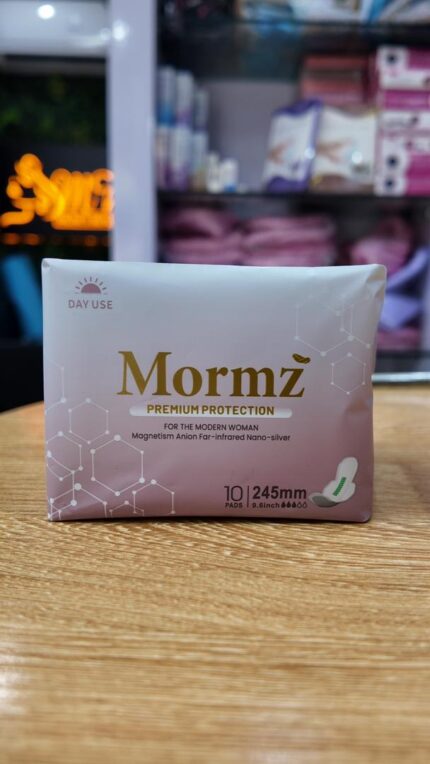 DAY USE
Mormz
PREMIUM PROTECTION
FOR THE MODERN WOMAN
Magnetism Anion Far-infrared Nano-silver
10 PADS
245mm
9.6inch